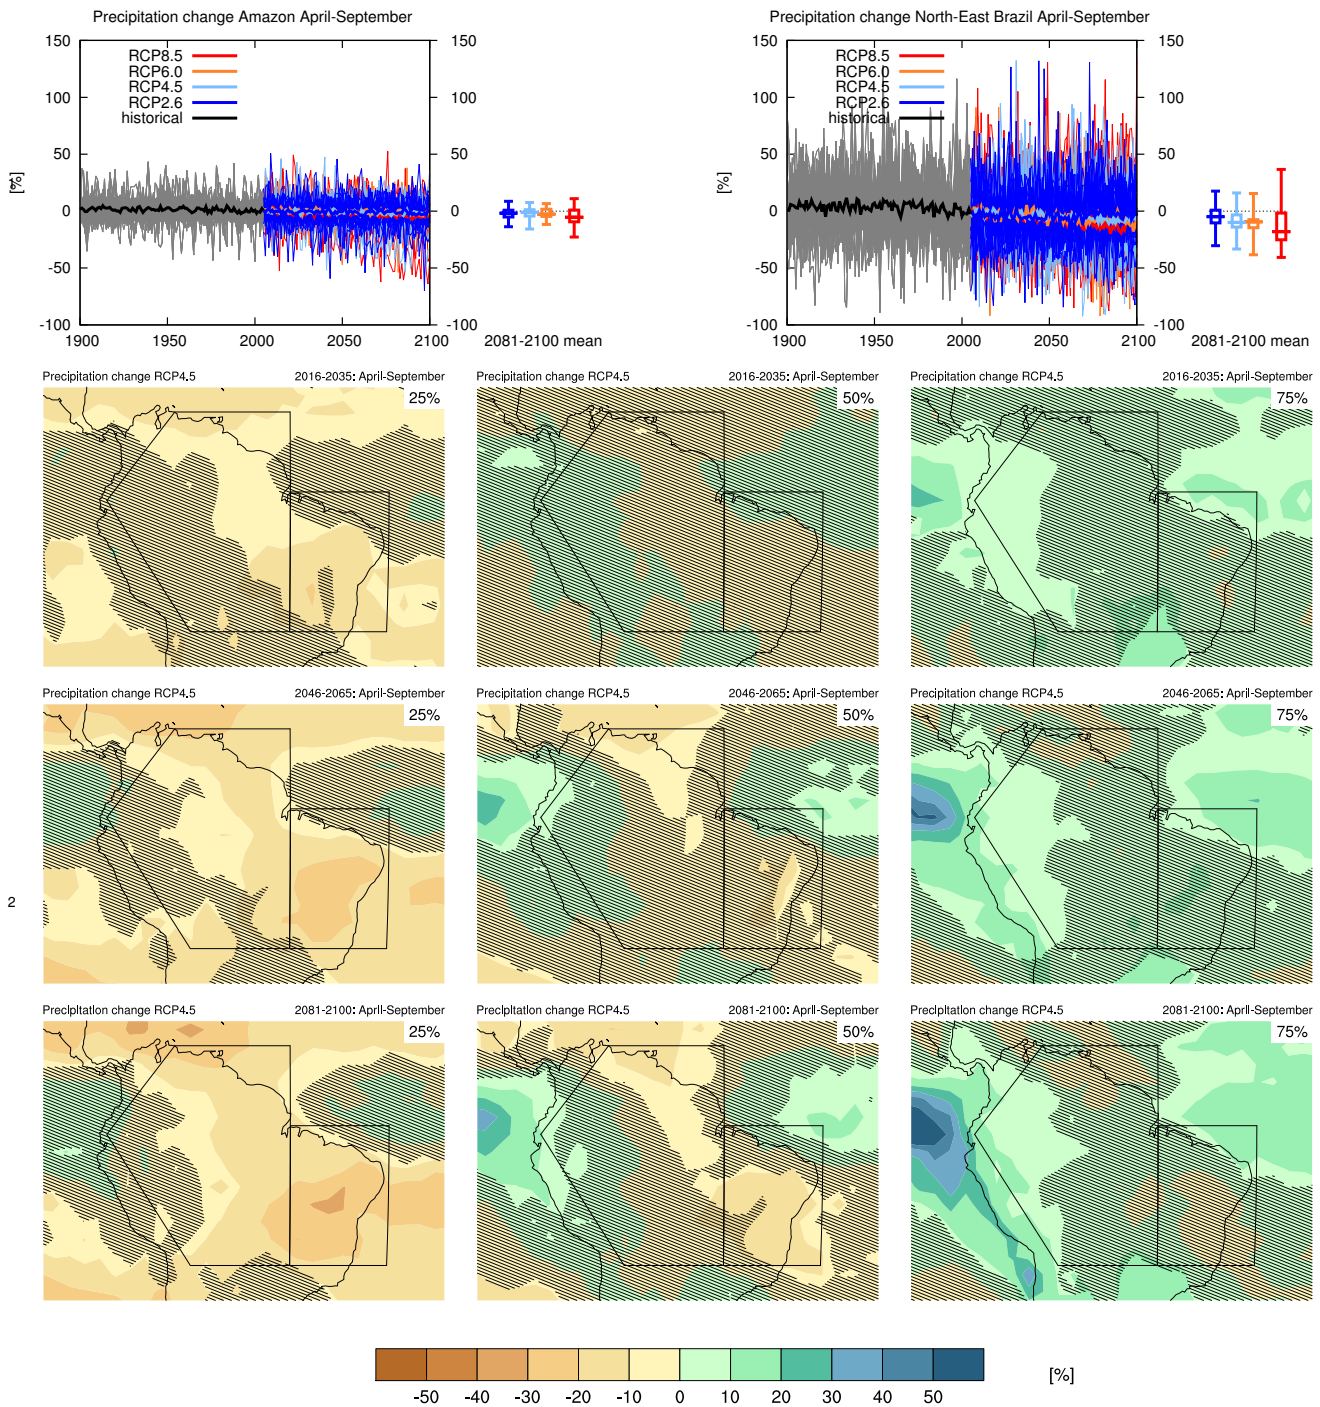 Precipitation change Amazon April-September
150
100
50
0
-50
-100
[%]
150
100
50
0
-50
-100
RCP8.5
RCP6.0
RCP4.5
RCP2.6
historical
1900 1950 2000 2050 2100
2081-2100 mean
Precipitation change North-East Brazil April-September
150
100
50
0
-50
-100
[%]
150
100
50
0
-50
-100
RCP8.5
RCP6.0
RCP4.5
RCP2.6
historical
1900 1950 2000 2050 2100
2081-2100 mean
Precipitation change RCP4.5 2016-2035: April-September
25%
Precipitation change RCP4.5 2016-2035: April-September
50%
Precipitation change RCP4.5 2016-2035: April-September
75%
Precipitation change RCP4.5 2046-2065: April-September
25%
Precipitation change RCP4.5 2046-2065: April-September
50%
Precipitation change RCP4.5 2046-2065: April-September
75%
2
Precipitation change RCP4.5 2081-2100: April-September
25%
Precipitation change RCP4.5 2081-2100: April-September
50%
Precipitation change RCP4.5 2081-2100: April-September
75%
-50 -40 -30 -20 -10 0 10 20 30 40 50
[%]